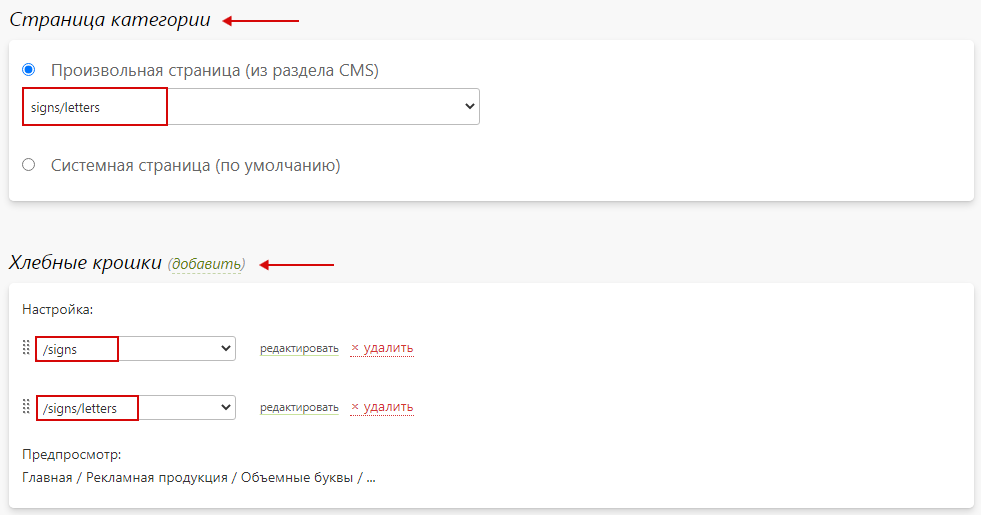 Страница категории
Произвольная страница (из раздела CMS)
signs/letters
Системная страница (по умолчанию)
Хлебные крошки (добавить)
Настройка:
/signs редактировать × удалить
/signs/letters редактировать × удалить
Предпросмотр:
Главная / Рекламная продукция / Объемные буквы / ...